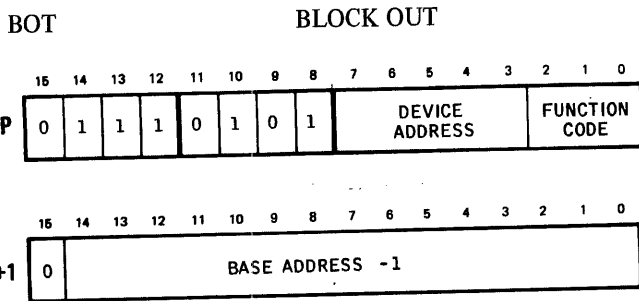 BOT BLOCK OUT
15 14 13 12 11 10 9 8 7 6 5 4 3 2 1 0
P 0 1 1 1 0 1 0 1 DEVICE ADDRESS FUNCTION CODE
15 14 13 12 11 10 9 8 7 6 5 4 3 2 1 0
+1 0 BASE ADDRESS -1